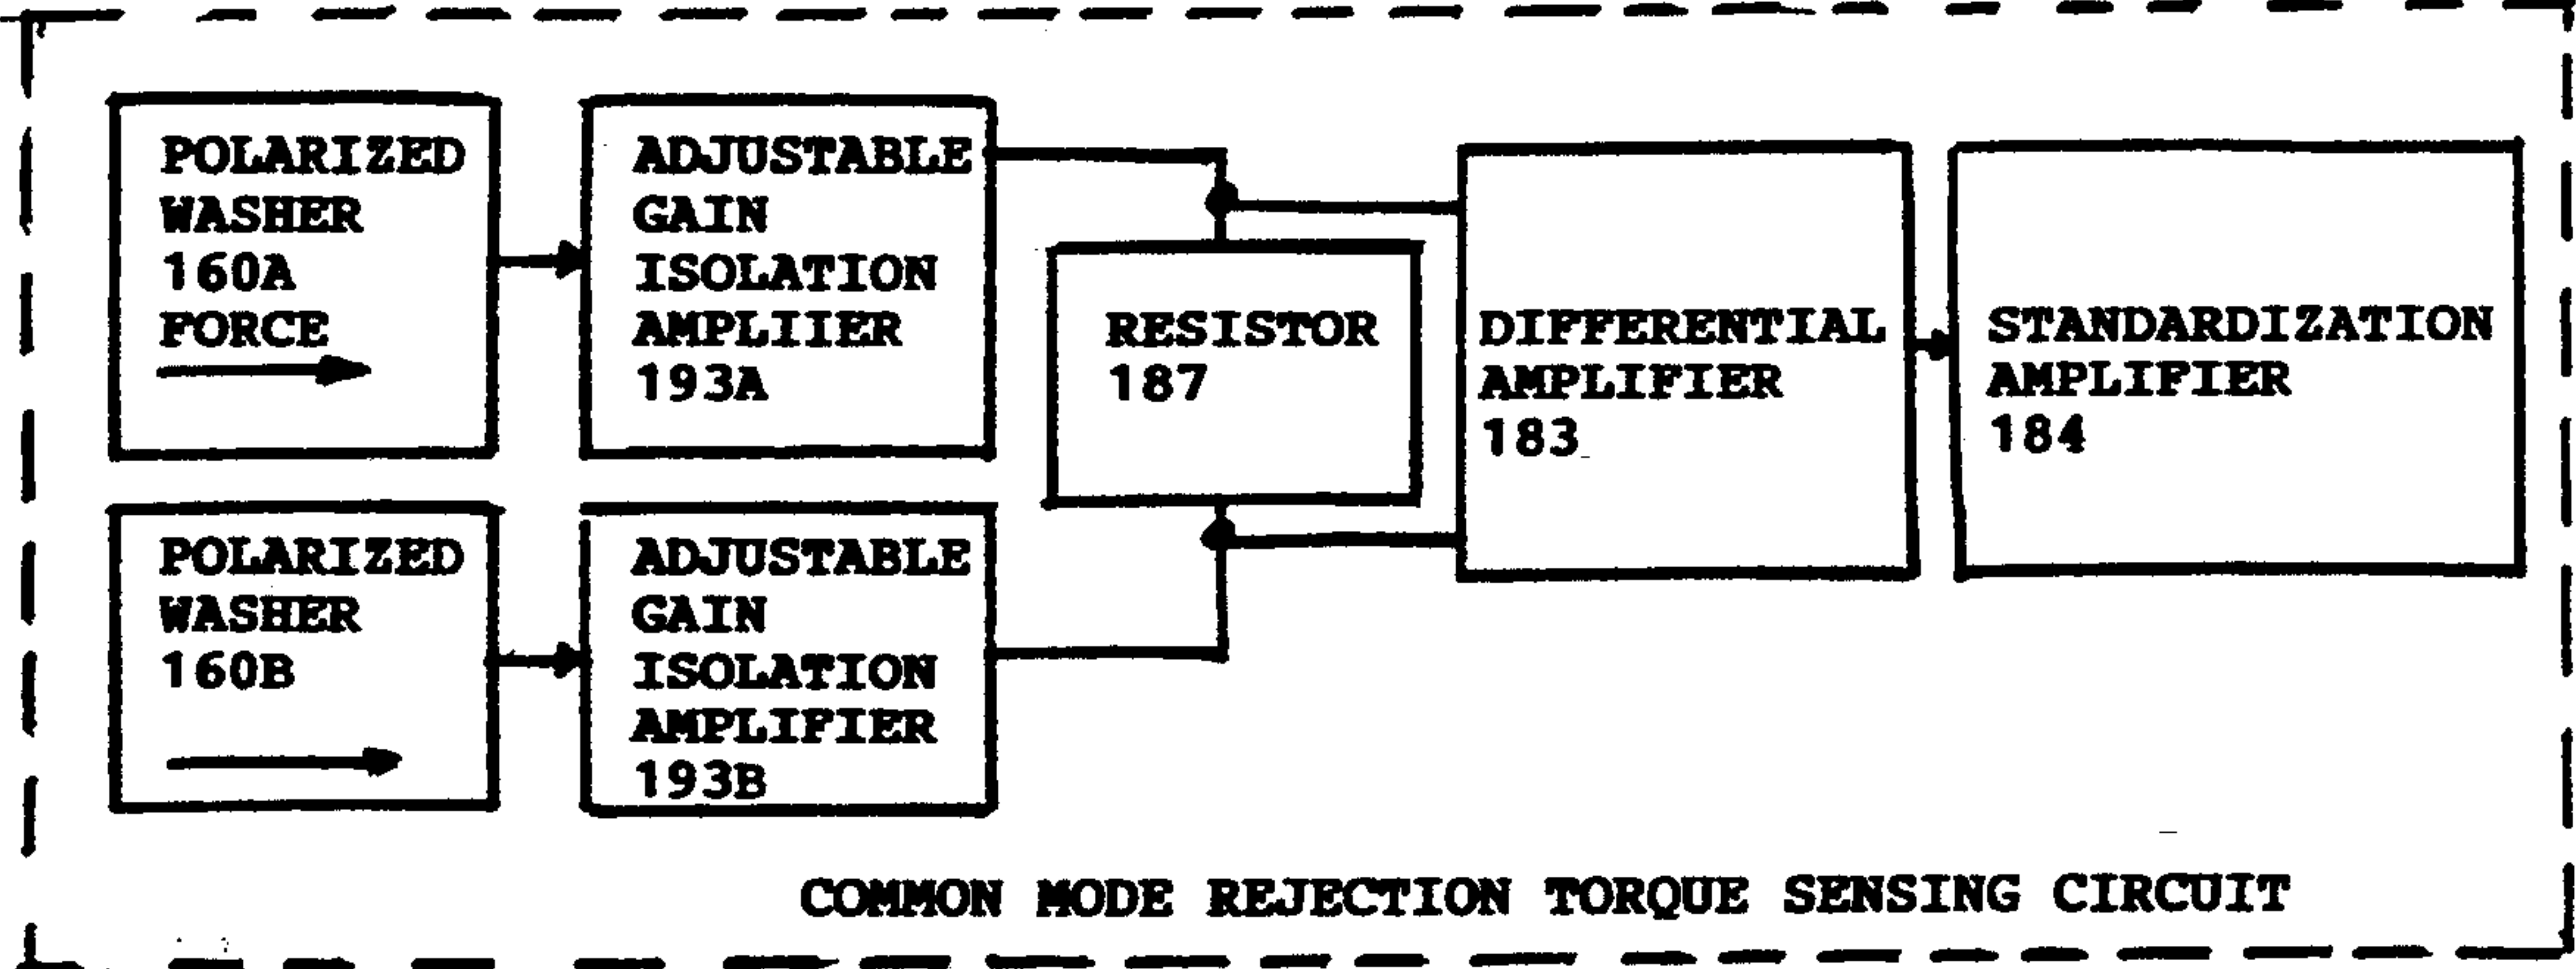 POLARIZED
WASHER
160A
FORCE
ADJUSTABLE
GAIN
ISOLATION
AMPLIIER
193A
RESISTOR
187
DIFFERENTIAL
AMPLIFIER
183
STANDARDIZATION
AMPLIFIER
184
POLARIZED
WASHER
160B
ADJUSTABLE
GAIN
ISOLATION
AMPLIFIER
193B
COMMON MODE REJECTION TORQUE SENSING CIRCUIT